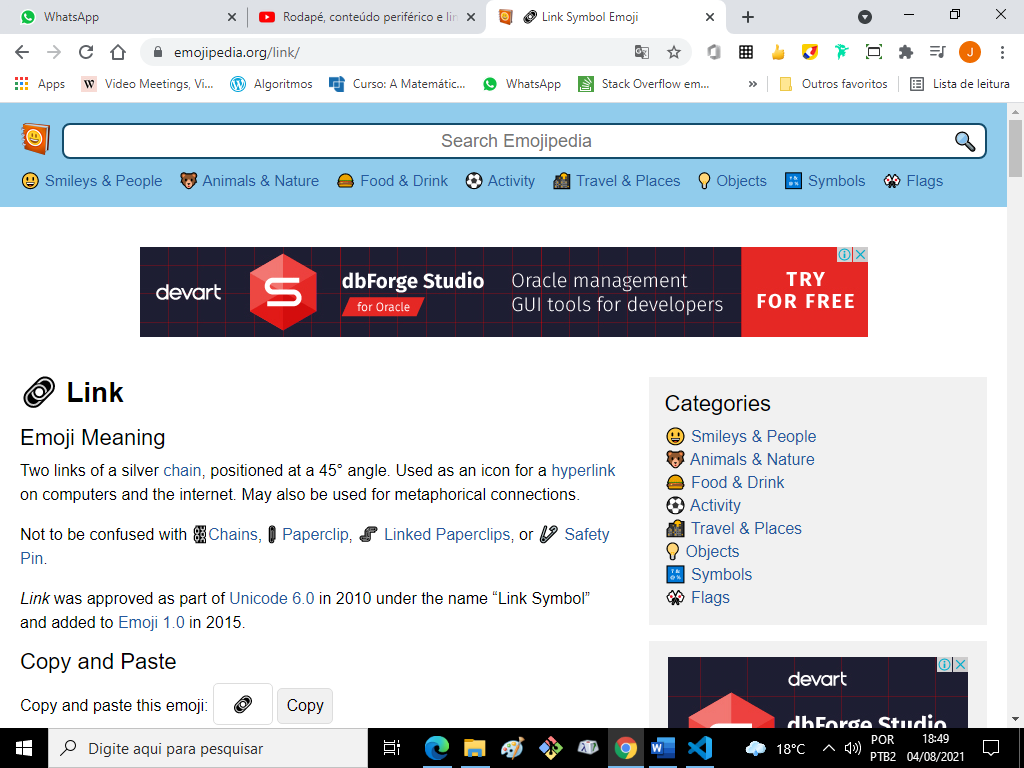 WhatsApp
Rodapé, conteúdo periférico e lin
Link Symbol Emoji
emojipedia.org/link/
J
Apps
Video Meetings, Vi...
Algoritmos
Curso: A Matemátic...
WhatsApp
Stack Overflow em...
»
Outros favoritos
Lista de leitura
Search Emojipedia
Smileys & People
Animals & Nature
Food & Drink
Activity
Travel & Places
Objects
Symbols
Flags
devart
S
dbForge Studio
for Oracle
Oracle management
GUI tools for developers
TRY
FOR FREE
Link
Emoji Meaning
Two links of a silver chain, positioned at a 45° angle. Used as an icon for a hyperlink
on computers and the internet. May also be used for metaphorical connections.
Not to be confused with Chains, Paperclip, Linked Paperclips, or Safety
Pin.
Link was approved as part of Unicode 6.0 in 2010 under the name “Link Symbol”
and added to Emoji 1.0 in 2015.
Copy and Paste
Copy and paste this emoji:
Copy
Categories
Smileys & People
Animals & Nature
Food & Drink
Activity
Travel & Places
Objects
Symbols
Flags
devart
dbForge Studio
Digite aqui para pesquisar
18°C
POR
PTB2
18:49
04/08/2021